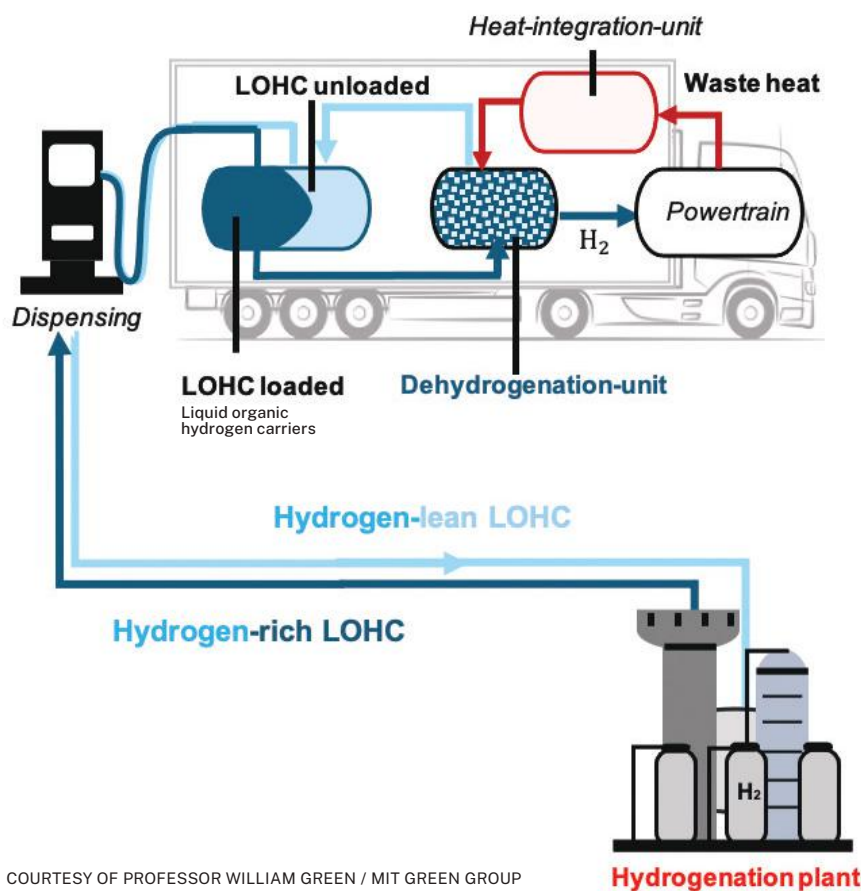 Heat-integration-unit
LOHC unloaded
Waste heat
Powertrain
H₂
Dispensing
LOHC loaded
Liquid organic
hydrogen carriers
Dehydrogenation-unit
Hydrogen-lean LOHC
Hydrogen-rich LOHC
H₂
COURTESY OF PROFESSOR WILLIAM GREEN / MIT GREEN GROUP
Hydrogenation plant